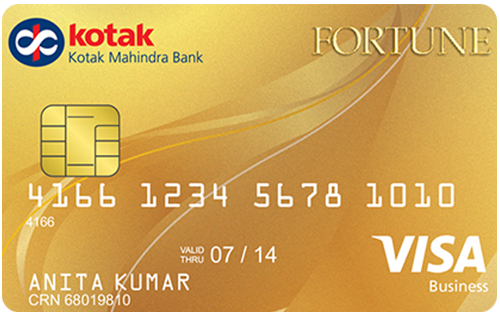 kotak
Kotak Mahindra Bank
FORTUNE
4166 1234 5678 1010
4166
VALID THRU 07 / 14
ANITA KUMAR
CRN 68019810
VISA
Business